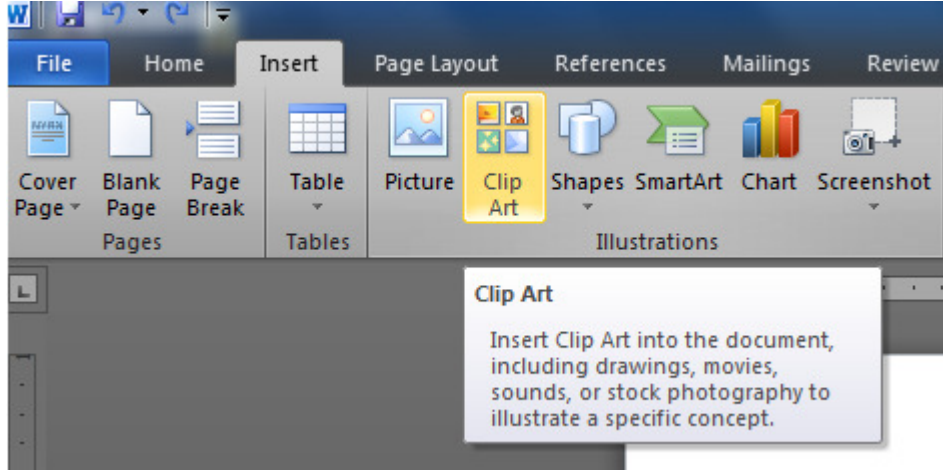 W
File Home Insert Page Layout References Mailings Review
Cover Page Blank Page Page Break Table Picture Clip Art Shapes SmartArt Chart Screenshot
Pages Tables Illustrations
Clip Art
Insert Clip Art into the document,
including drawings, movies,
sounds, or stock photography to
illustrate a specific concept.